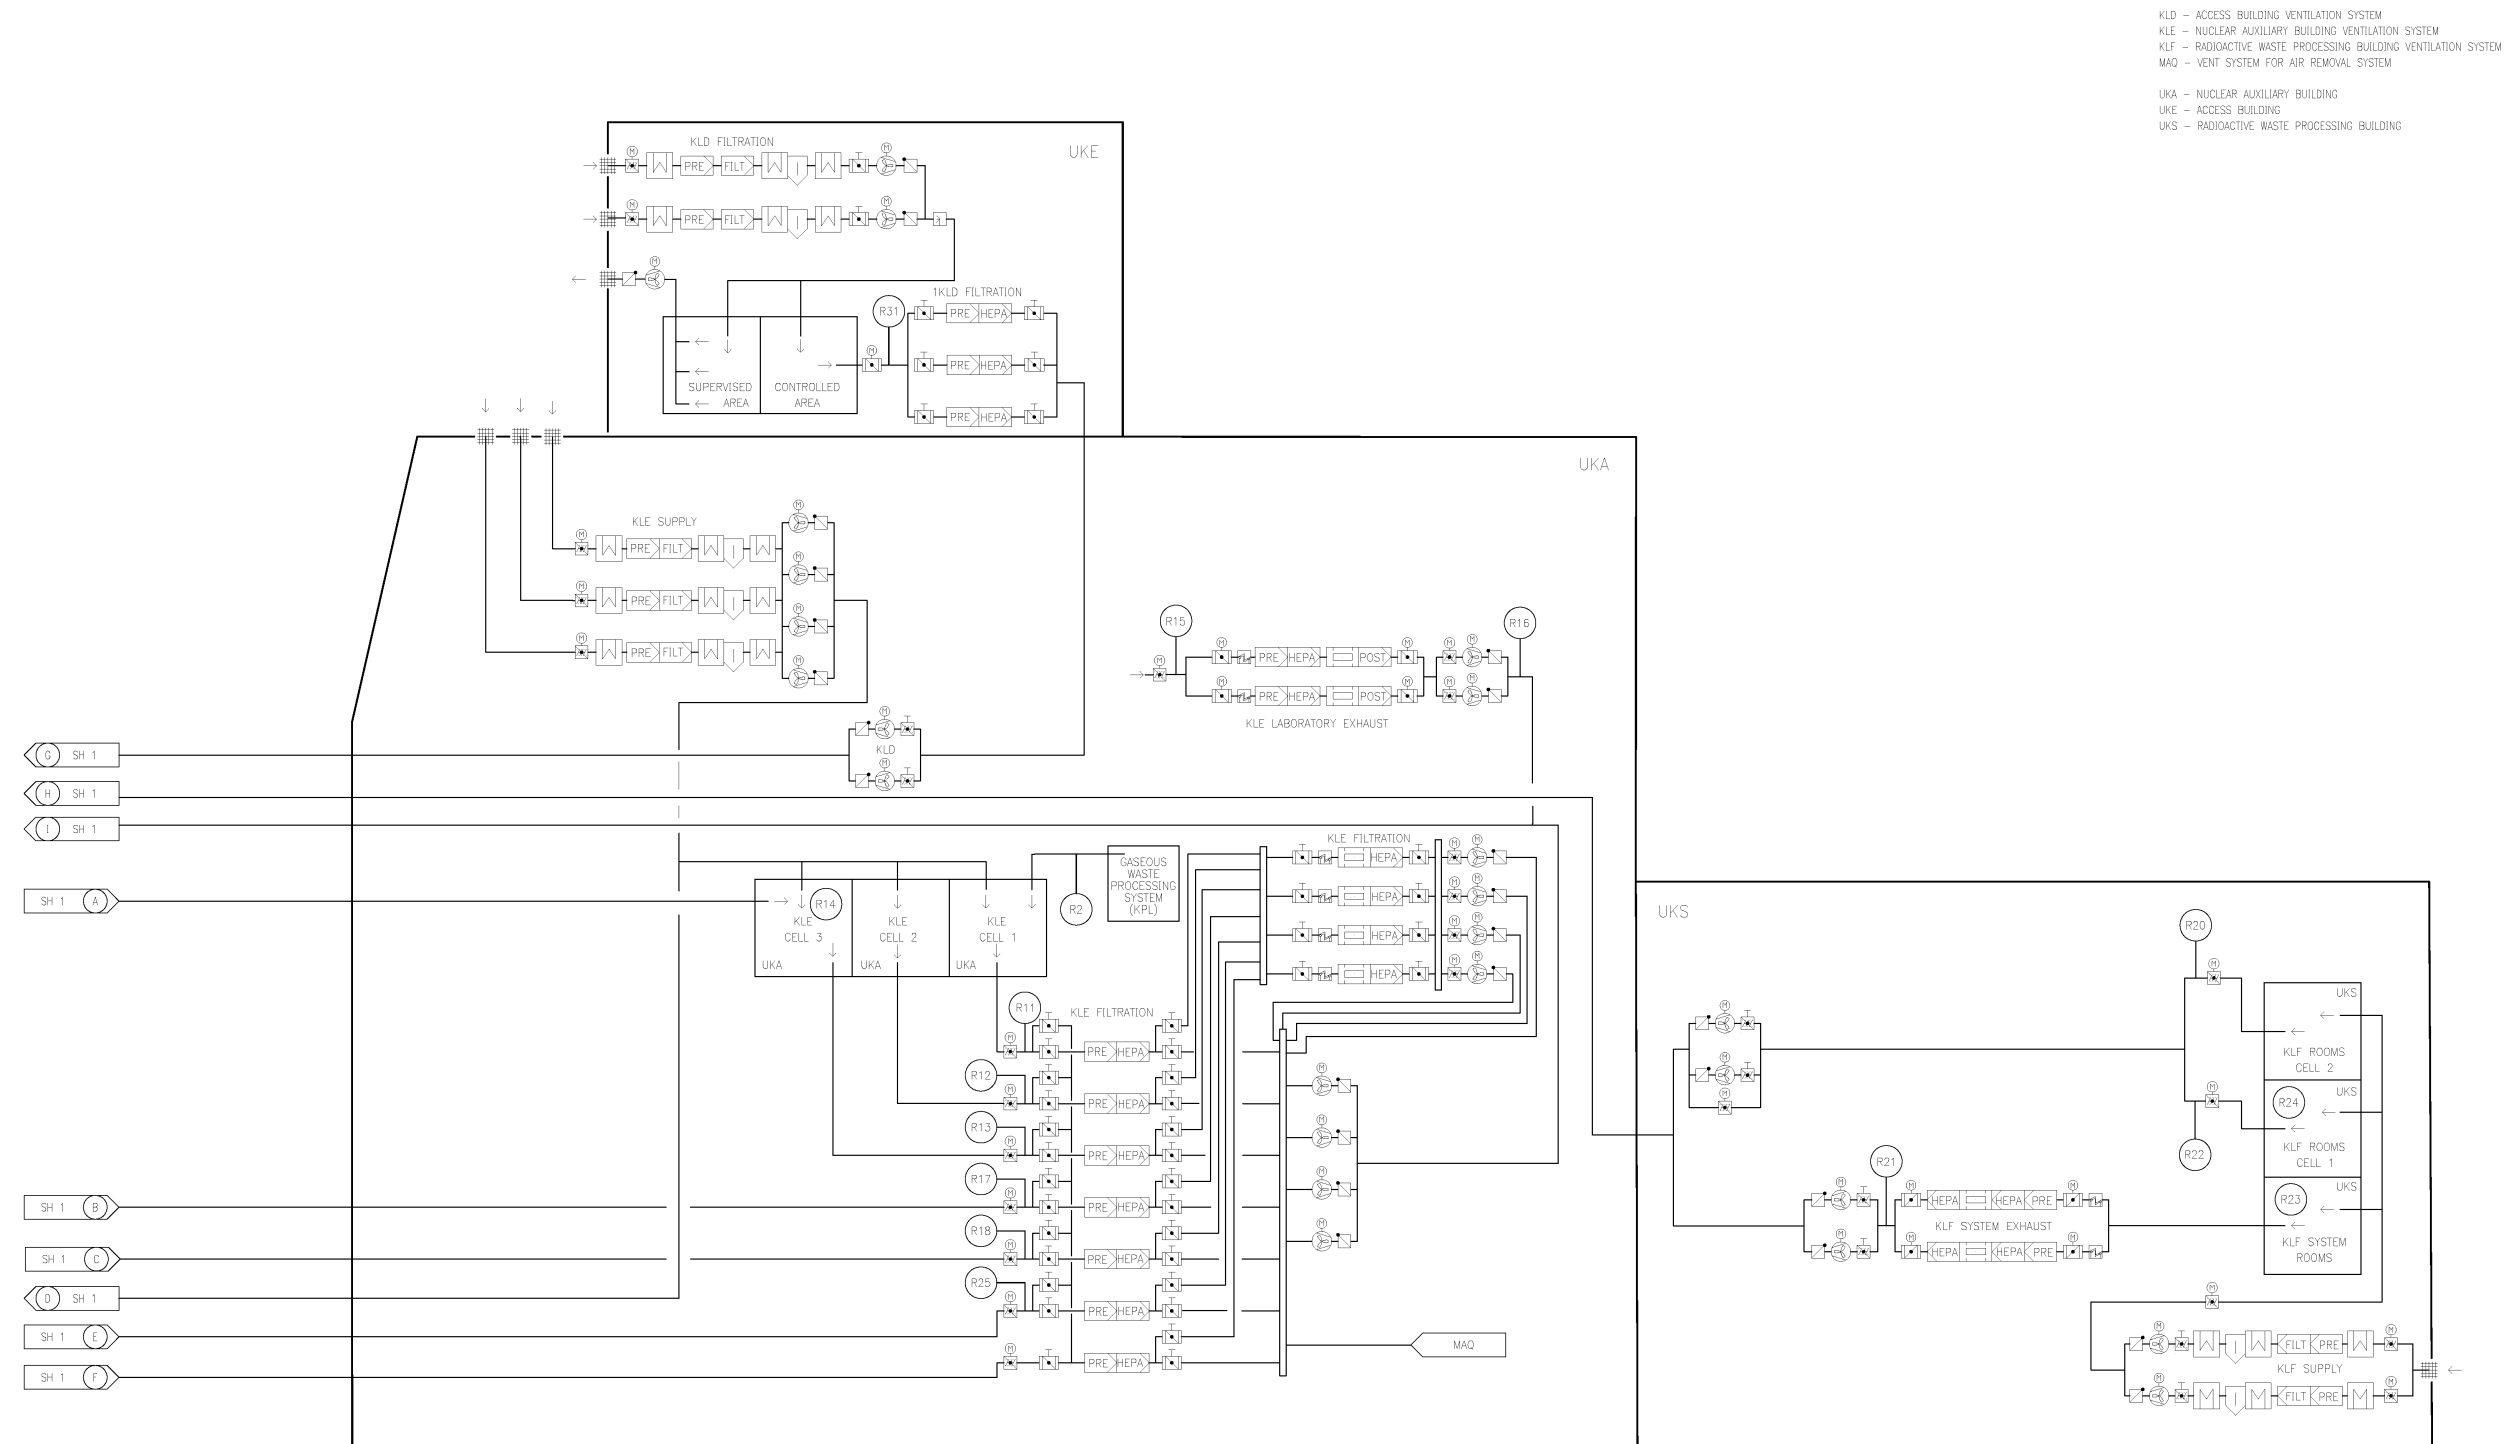 KLD - ACCESS BUILDING VENTILATION SYSTEM
KLE - NUCLEAR AUXILIARY BUILDING VENTILATION SYSTEM
KLF - RADIOACTIVE WASTE PROCESSING BUILDING VENTILATION SYSTEM
MAQ - VENT SYSTEM FOR AIR REMOVAL SYSTEM
UKA - NUCLEAR AUXILIARY BUILDING
UKE - ACCESS BUILDING
UKS - RADIOACTIVE WASTE PROCESSING BUILDING
KLD FILTRATION
UKE
M M
PRE FILT
M M
PRE FILT
M
1KLD FILTRATION
R31
PRE HEPA
M
PRE HEPA
SUPERVISED
AREA
CONTROLLED
AREA
PRE HEPA
UKA
KLE SUPPLY
M M
PRE FILT
M M
PRE FILT
M M
PRE FILT
M
R15
R16
M M M M M
PRE HEPA POST
M M M M
PRE HEPA POST
KLE LABORATORY EXHAUST
M
KLD
M
G SH 1
H SH 1
I SH 1
KLE FILTRATION
M M
HEPA
M M
HEPA
M M
HEPA
M M
HEPA
GASEOUS
WASTE
PROCESSING
SYSTEM
(KPL)
R2
SH 1 A
R14
KLE
CELL 3
UKA
KLE
CELL 2
UKA
KLE
CELL 1
UKA
UKS
R20
M
UKS
KLF ROOMS
CELL 2
R11
KLE FILTRATION
M
PRE HEPA
R12
M
PRE HEPA
R13
M
PRE HEPA
R17
M
PRE HEPA
R18
M
PRE HEPA
R25
M
PRE HEPA
M
PRE HEPA
M
M
M
M
M
M
M
M
R22
UKS
R24
KLF ROOMS
CELL 1
R21
UKS
R23
KLF SYSTEM
ROOMS
M M M
HEPA HEPA PRE
KLF SYSTEM EXHAUST
M M M
HEPA HEPA PRE
SH 1 B
SH 1 C
D SH 1
SH 1 E
SH 1 F
MAQ
M
M M
FILT PRE
KLF SUPPLY
M M
FILT PRE